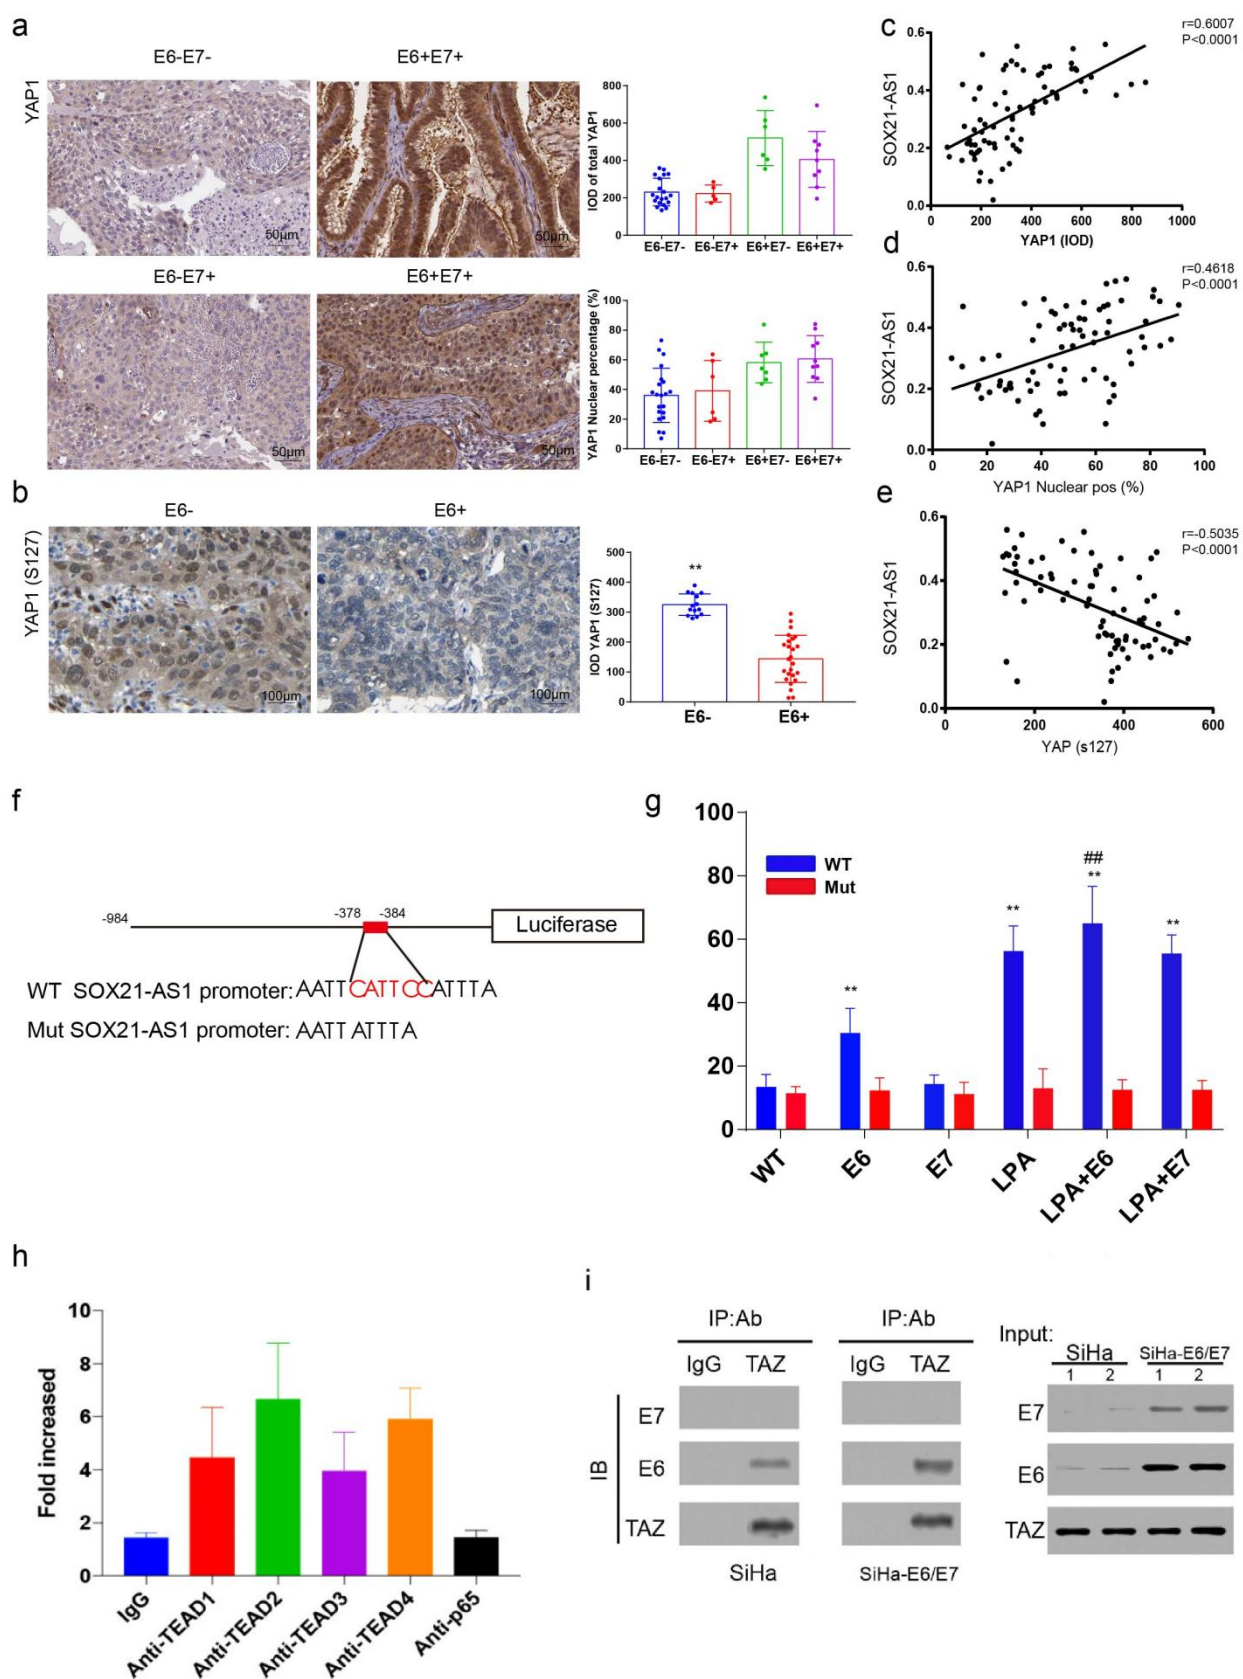 a
E6-E7-
E6+E7+
YAP1
50μm
50μm
IOD of total YAP1
800
600
400
200
0
E6-E7- E6-E7+ E6+E7- E6+E7+
E6-E7+
E6+E7+
50μm
50μm
YAP1 Nuclear percentage (%)
100
80
60
40
20
0
E6-E7- E6-E7+ E6+E7- E6+E7+
b
E6-
E6+
YAP1 (S127)
100μm
100μm
IOD YAP1 (S127)
500
400
300
200
100
0
**
E6- E6+
c
r=0.6007
P<0.0001
SOX21-AS1
0.6
0.4
0.2
0.0
0 200 400 600 800 1000
YAP1 (IOD)
d
r=0.4618
P<0.0001
SOX21-AS1
0.6
0.4
0.2
0.0
0 20 40 60 80 100
YAP1 Nuclear pos (%)
e
r=-0.5035
P<0.0001
SOX21-AS1
0.6
0.4
0.2
0.0
0 200 400 600
YAP (s127)
f
-984
-378 -384
Luciferase
WT SOX21-AS1 promoter:AATTCATTCCATTTA
Mut SOX21-AS1 promoter: AATTATTTA
g
100
80
60
40
20
0
WT
Mut
**
**
##
**
**
WT E6 E7 LPA LPA+E6 LPA+E7
h
Fold increased
10
8
6
4
2
0
IgG Anti-TEAD1 Anti-TEAD2 Anti-TEAD3 Anti-TEAD4 Anti-p65
i
IP:Ab IP:Ab
IgG TAZ IgG TAZ
IB
E7
E6
TAZ
SiHa SiHa-E6/E7
Input:
SiHa SiHa-E6/E7
1 2 1 2
E7
E6
TAZ